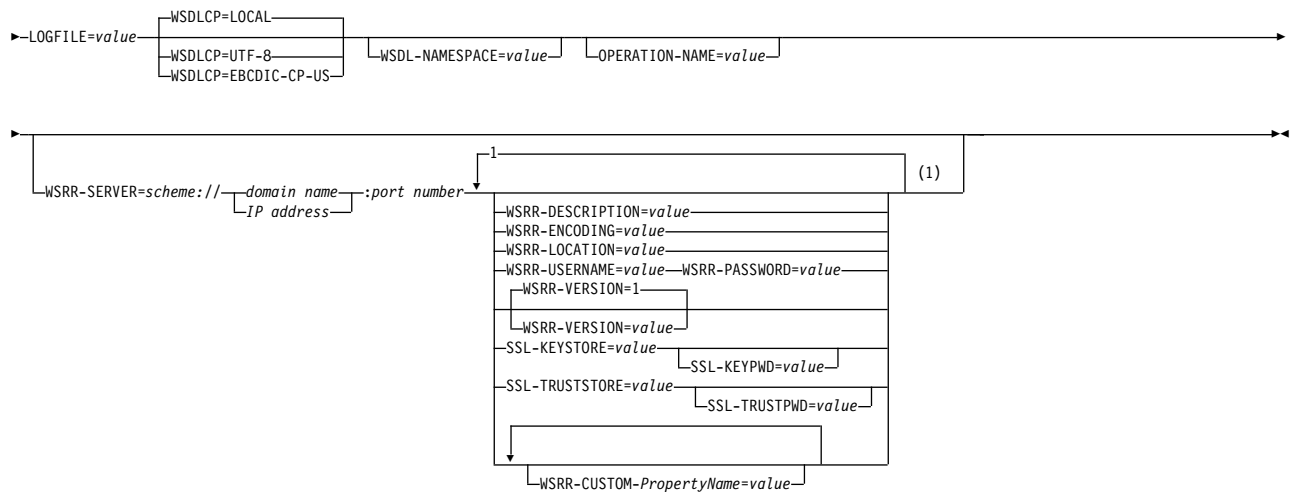 WSDLCP=LOCAL
LOGFILE=value
WSDLCP=UTF-8
WSDLCP=EBCDIC-CP-US
WSDL-NAMESPACE=value
OPERATION-NAME=value
1
(1)
WSRR-SERVER=scheme://
domain name
IP address
:port number
WSRR-DESCRIPTION=value
WSRR-ENCODING=value
WSRR-LOCATION=value
WSRR-USERNAME=value WSRR-PASSWORD=value
WSRR-VERSION=1
WSRR-VERSION=value
SSL-KEYSTORE=value
SSL-KEYPWD=value
SSL-TRUSTSTORE=value
SSL-TRUSTPWD=value
WSRR-CUSTOM-PropertyName=value